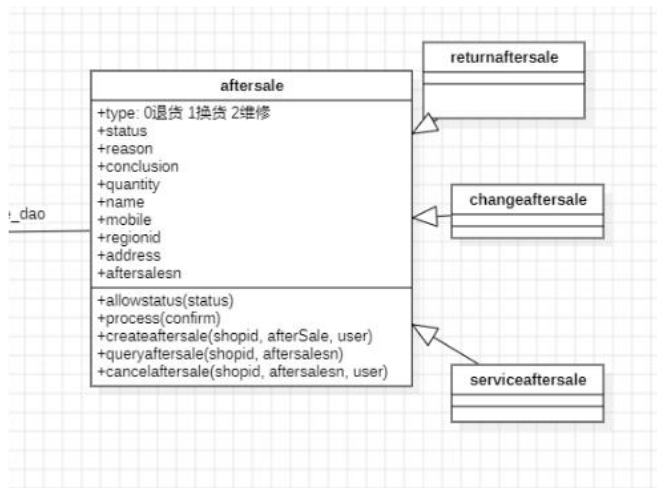 returnaftersale
aftersale
+type: 0退货 1换货 2维修
+status
+reason
+conclusion
+quantity
+name
+mobile
+regionid
+address
+aftersalesn
e_dao
changeaftersale
+allowstatus(status)
+process(confirm)
+createaftersale(shopid, afterSale, user)
+queryaftersale(shopid, aftersalesn)
+cancelaftersale(shopid, aftersalesn, user)
serviceaftersale